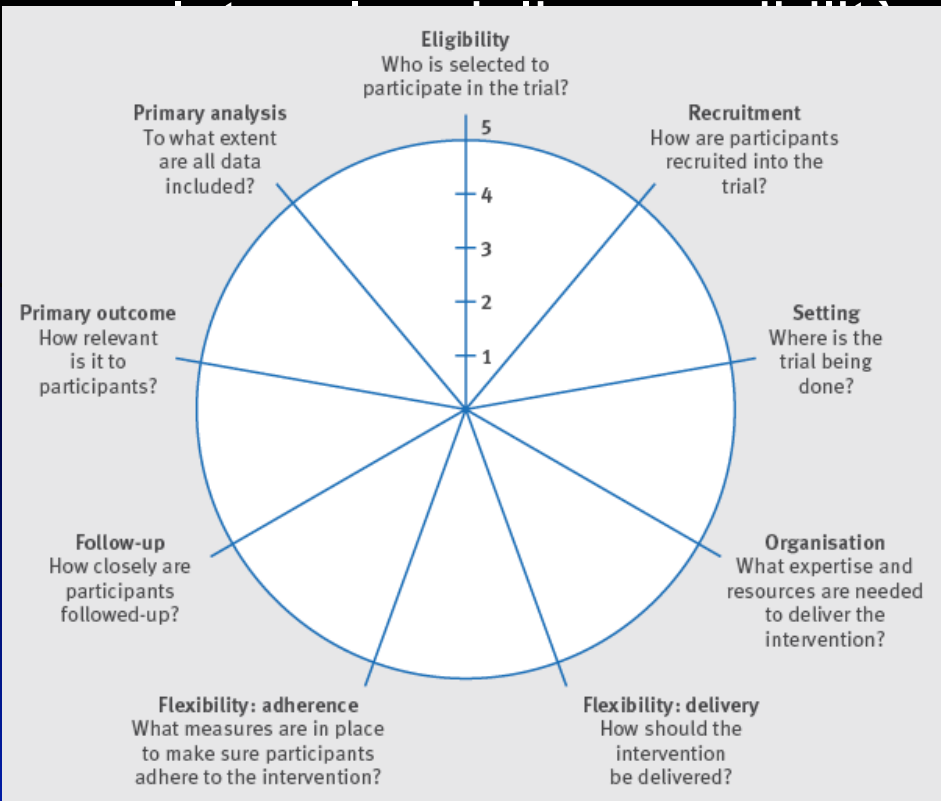 Eligibility
Who is selected to
participate in the trial?
Primary analysis
To what extent
are all data
included?
Recruitment
How are participants
recruited into the
trial?
5
4
3
2
1
Primary outcome
How relevant
is it to
participants?
Setting
Where is the
trial being
done?
Follow-up
How closely are
participants
followed-up?
Organisation
What expertise and
resources are needed
to deliver the
intervention?
Flexibility: adherence
What measures are in place
to make sure participants
adhere to the intervention?
Flexibility: delivery
How should the
intervention
be delivered?